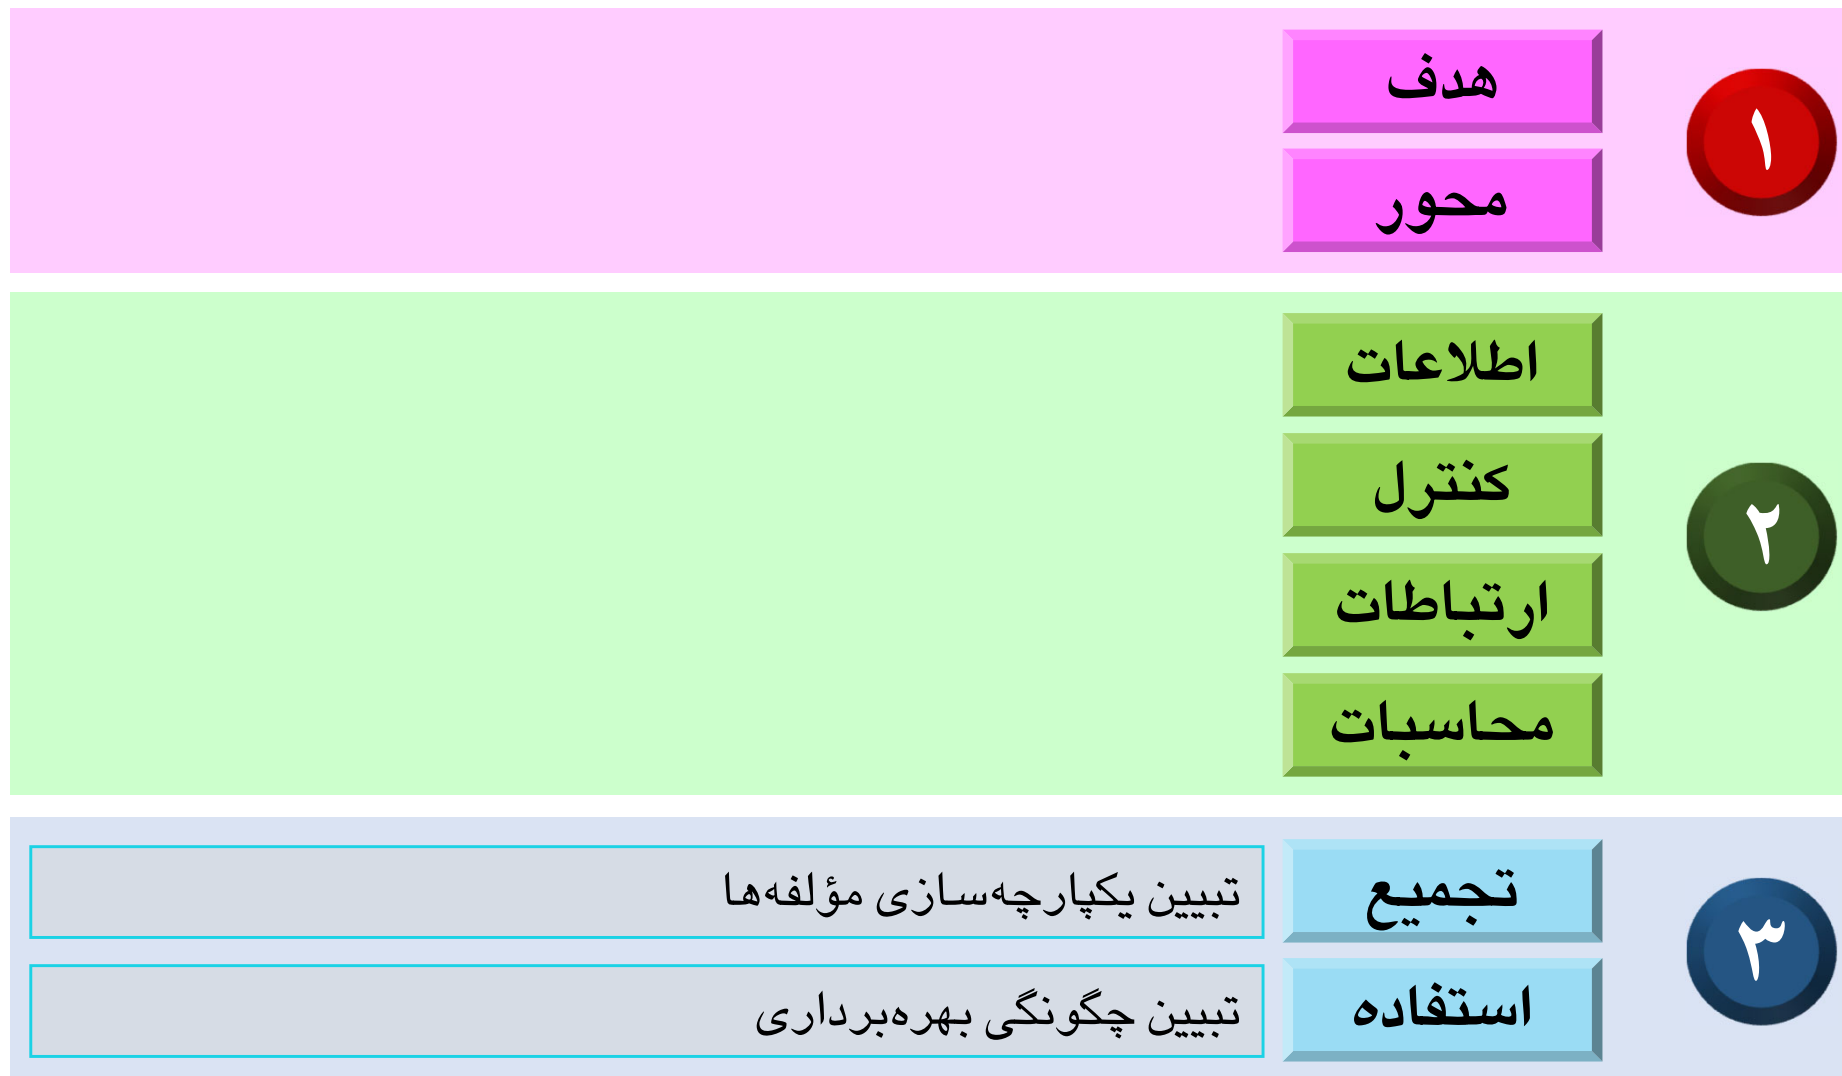 ۱
هدف
محور
۲
اطلاعات
کنترل
ارتباطات
محاسبات
۳
تجمیع
تبیین یکپارچه‌سازی مؤلفه‌ها
استفاده
تبیین چگونگی بهره‌برداری